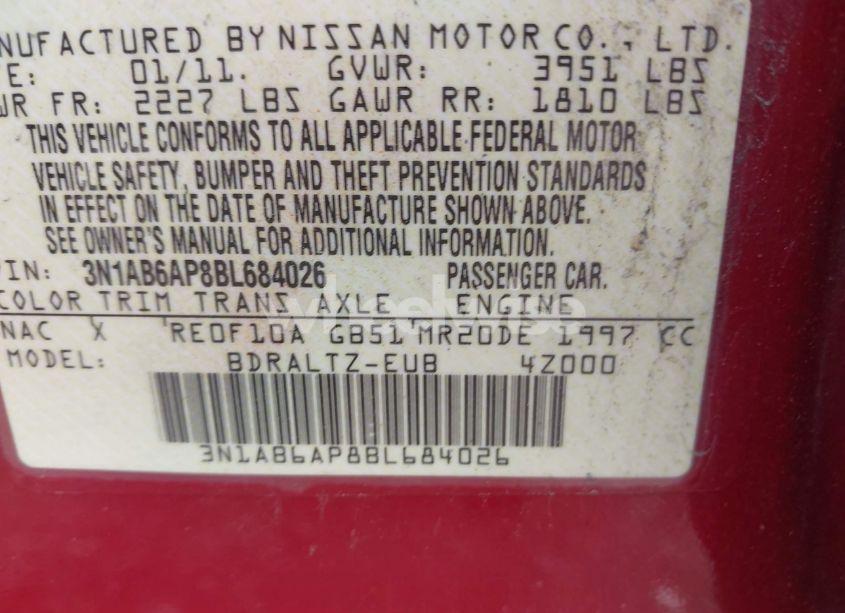 NUFACTURED BY NISSAN MOTOR CO., LTD.
TE: 01/11. GVWR: 3951 LBS
WR FR: 2227 LBS GAWR RR: 1810 LBS
THIS VEHICLE CONFORMS TO ALL APPLICABLE FEDERAL MOTOR
VEHICLE SAFETY, BUMPER AND THEFT PREVENTION STANDARDS
IN EFFECT ON THE DATE OF MANUFACTURE SHOWN ABOVE.
SEE OWNER'S MANUAL FOR ADDITIONAL INFORMATION.
IN: 3N1AB6AP8BL684026 PASSENGER CAR.
COLOR TRIM TRANS AXLE ENGINE
NAC X RE0F10A GB51 MR20DE 1997 CC
MODEL: BDRALTZ-EUB 4Z000
3N1AB6AP8BL684026